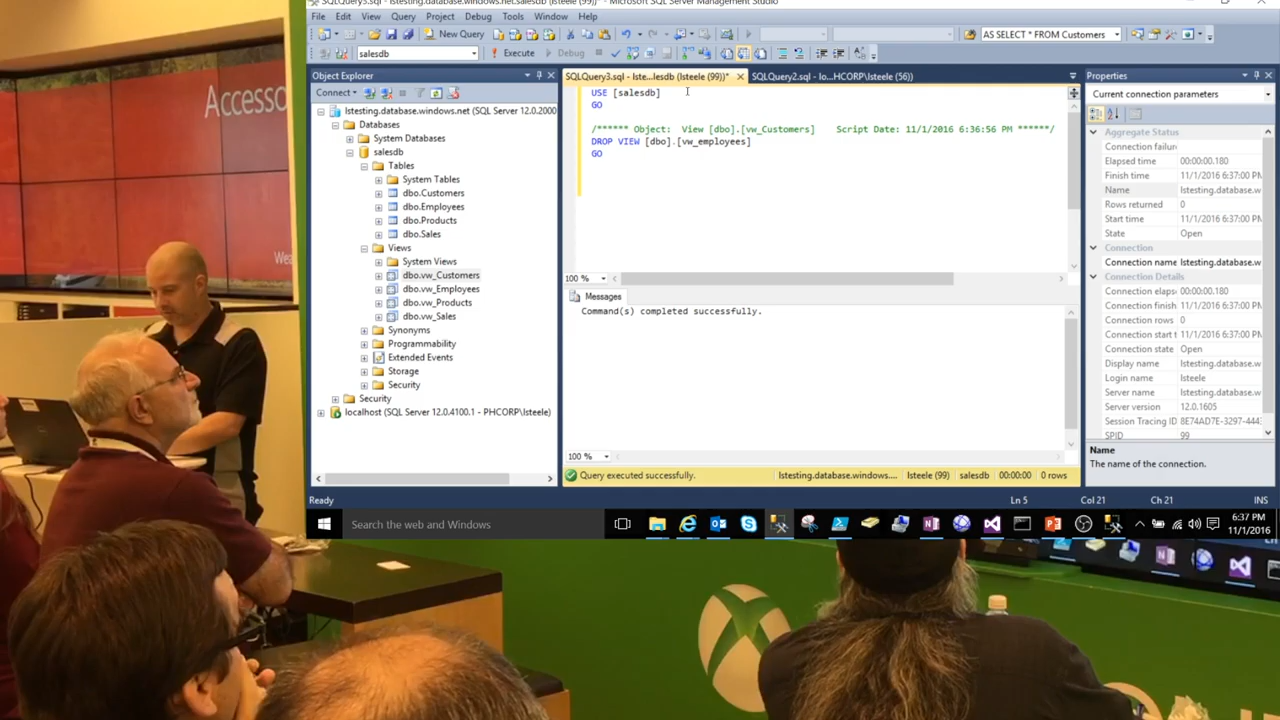 SQLQuery3.sql - lstesting.database.windows.net.salesdb (lsteele (99))* - Microsoft SQL Server Management Studio
File Edit View Query Project Debug Tools Window Help
New Query
AS SELECT * FROM Customers
salesdb
Execute
Debug
Object Explorer
Connect
lstesting.database.windows.net (SQL Server 12.0.2000
Databases
System Databases
salesdb
Tables
System Tables
dbo.Customers
dbo.Employees
dbo.Products
dbo.Sales
Views
System Views
dbo.vw_Customers
dbo.vw_Employees
dbo.vw_Products
dbo.vw_Sales
Synonyms
Programmability
Extended Events
Storage
Security
Security
localhost (SQL Server 12.0.4100.1 - PHCORP\lsteele)
SQLQuery3.sql - lste...lesdb (lsteele (99))*
SQLQuery2.sql - lo...HCORP\lsteele (56))
USE [salesdb]
GO
/****** Object: View [dbo].[vw_Customers] Script Date: 11/1/2016 6:36:56 PM ******/
DROP VIEW [dbo].[vw_employees]
GO
100 %
Messages
Command(s) completed successfully.
100 %
Query executed successfully.
lstesting.database.windows....
lsteele (99)
salesdb
00:00:00
0 rows
Properties
Current connection parameters
Aggregate Status
Connection failur
Elapsed time 00:00:00.180
Finish time 11/1/2016 6:37:00 PM
Name lstesting.database.w
Rows returned 0
Start time 11/1/2016 6:37:00 PM
State Open
Connection
Connection name lstesting.database.w
Connection Details
Connection elaps 00:00:00.180
Connection finish 11/1/2016 6:37:00 PM
Connection rows 0
Connection start t 11/1/2016 6:37:00 PM
Connection state Open
Display name lstesting.database.w
Login name lsteele
Server name lstesting.database.w
Server version 12.0.1605
Session Tracing ID 8E74AD7E-3297-444
SPID 99
Name
The name of the connection.
Ready
Ln 5
Col 21
Ch 21
INS
Search the web and Windows
6:37 PM
11/1/2016
Accesso
Wea